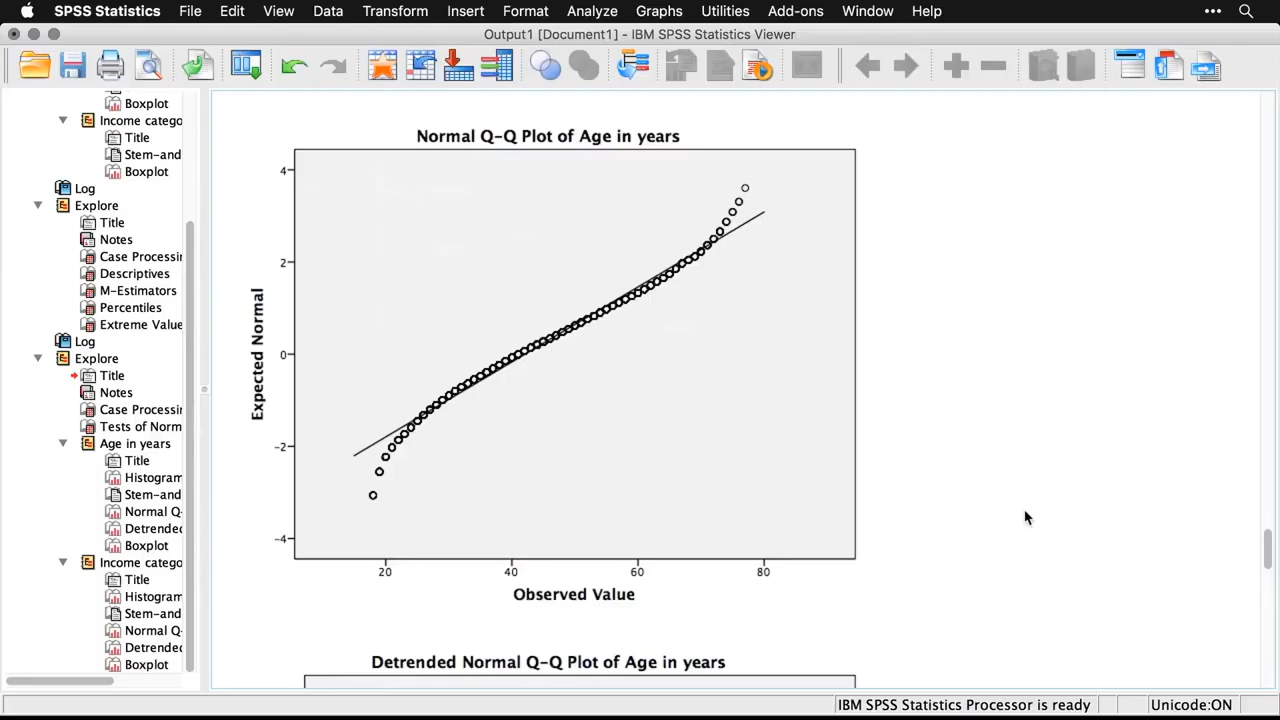 SPSS Statistics File Edit View Data Transform Insert Format Analyze Graphs Utilities Add-ons Window Help
Output1 [Document1] - IBM SPSS Statistics Viewer
Boxplot
Income catego
Title
Stem-and
Boxplot
Log
Explore
Title
Notes
Case Processin
Descriptives
M-Estimators
Percentiles
Extreme Value
Log
Explore
Title
Notes
Case Processin
Tests of Norm
Age in years
Title
Histogram
Stem-and
Normal Q-
Detrended
Boxplot
Income catego
Title
Histogram
Stem-and
Normal Q-
Detrended
Boxplot
Normal Q-Q Plot of Age in years
Expected Normal
4
2
0
-2
-4
20 40 60 80
Observed Value
Detrended Normal Q-Q Plot of Age in years
IBM SPSS Statistics Processor is ready Unicode:ON